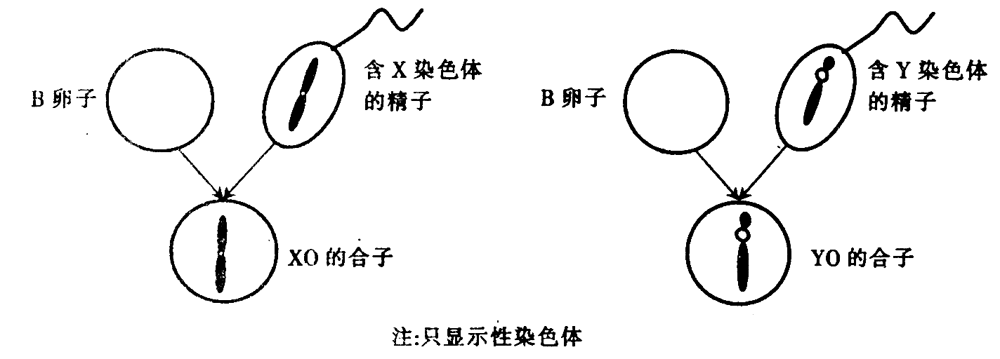 B 卵子
含 X 染色体
的精子
XO 的合子
B 卵子
含 Y 染色体
的精子
YO 的合子
注:只显示性染色体